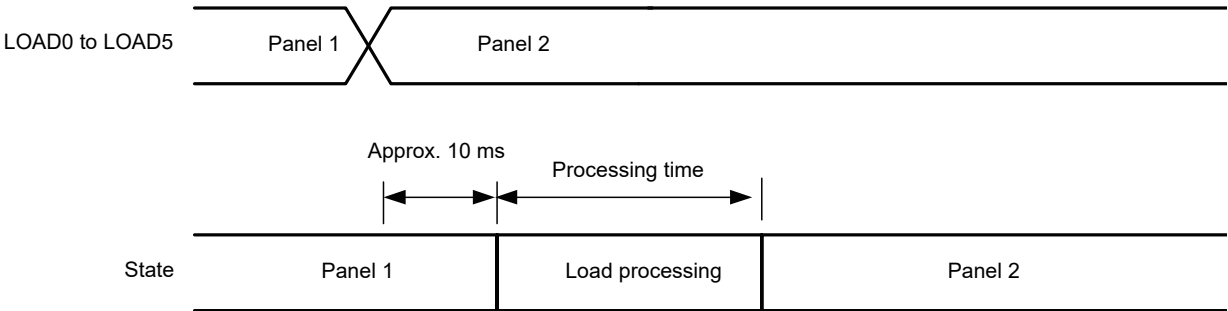 LOAD0 to LOAD5 Panel 1 Panel 2
Approx. 10 ms
Processing time
State Panel 1 Load processing Panel 2